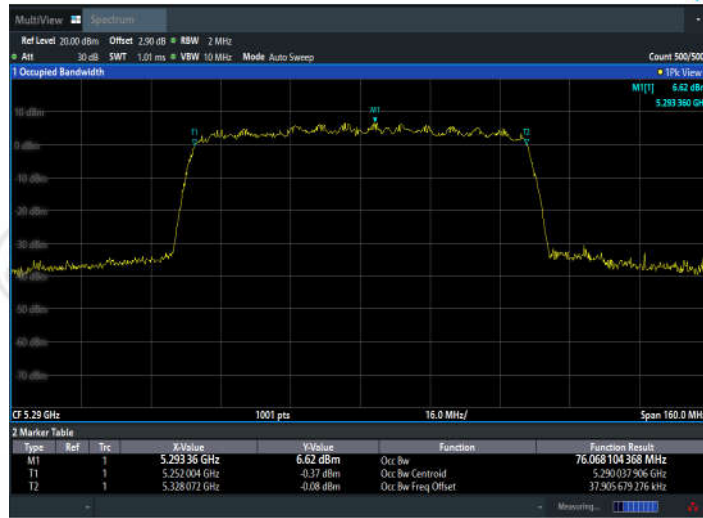 MultiView Spectrum
Ref Level 20.00 dBm Offset 2.90 dB RBW 2 MHz
Att 30 dB SWT 1.01 ms VBW 10 MHz Mode Auto Sweep Count 500/500
1 Occupied Bandwidth 1Pk View
M1[1] 6.62 dBm
5.293 360 GH
10 dBm
M1
T1
T2
0 dBm
-10 dBm
-20 dBm
-30 dBm
-40 dBm
-50 dBm
-60 dBm
-70 dBm
CF 5.29 GHz 1001 pts 16.0 MHz/ Span 160.0 MH
2 Marker Table
Type Ref Trc X-Value Y-Value Function Function Result
M1 1 5.293 36 GHz 6.62 dBm Occ Bw 76.068 104 368 MHz
T1 1 5.252 004 GHz -0.37 dBm Occ Bw Centroid 5.290 037 906 GHz
T2 1 5.328 072 GHz -0.08 dBm Occ Bw Freq Offset 37.905 679 276 kHz
Measuring...